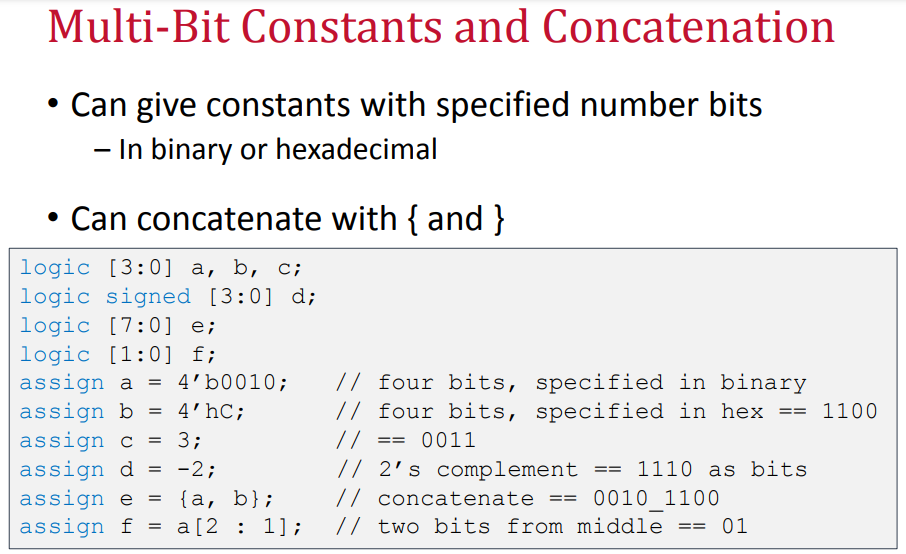 Multi-Bit Constants and Concatenation
• Can give constants with specified number bits
– In binary or hexadecimal
• Can concatenate with { and }
logic [3:0] a, b, c;
logic signed [3:0] d;
logic [7:0] e;
logic [1:0] f;
assign a = 4’b0010; // four bits, specified in binary
assign b = 4’hC; // four bits, specified in hex == 1100
assign c = 3; // == 0011
assign d = -2; // 2’s complement == 1110 as bits
assign e = {a, b}; // concatenate == 0010_1100
assign f = a[2 : 1]; // two bits from middle == 01